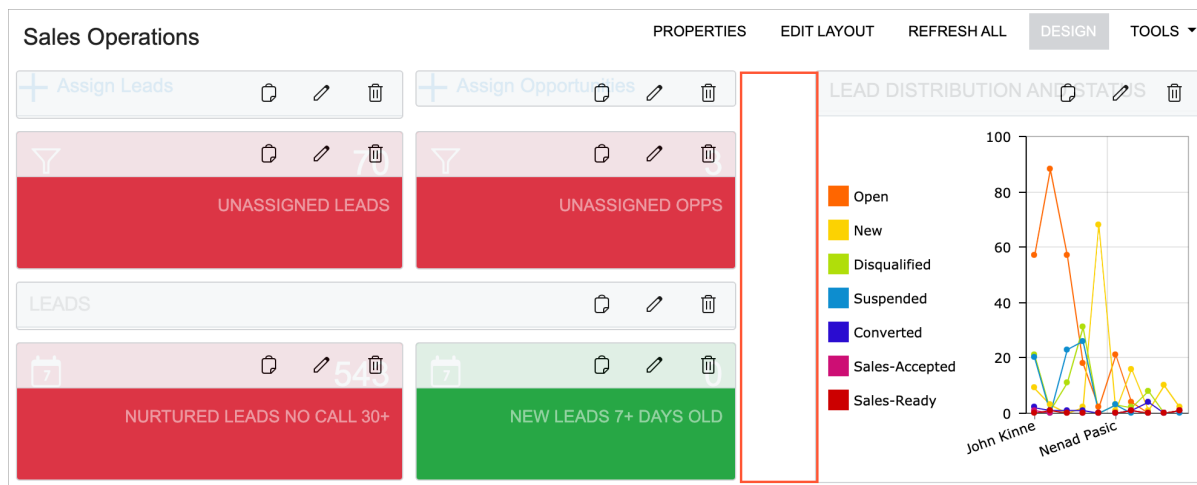 Sales Operations
PROPERTIES EDIT LAYOUT REFRESH ALL DESIGN TOOLS
Assign Leads
Assign Opportunities
LEAD DISTRIBUTION AND STATUS
70
UNASSIGNED LEADS
3
UNASSIGNED OPPS
LEADS
7
543
NURTURED LEADS NO CALL 30+
7
0
NEW LEADS 7+ DAYS OLD
Open
New
Disqualified
Suspended
Converted
Sales-Accepted
Sales-Ready
100
80
60
40
20
0
John Kinne
Nenad Pasic